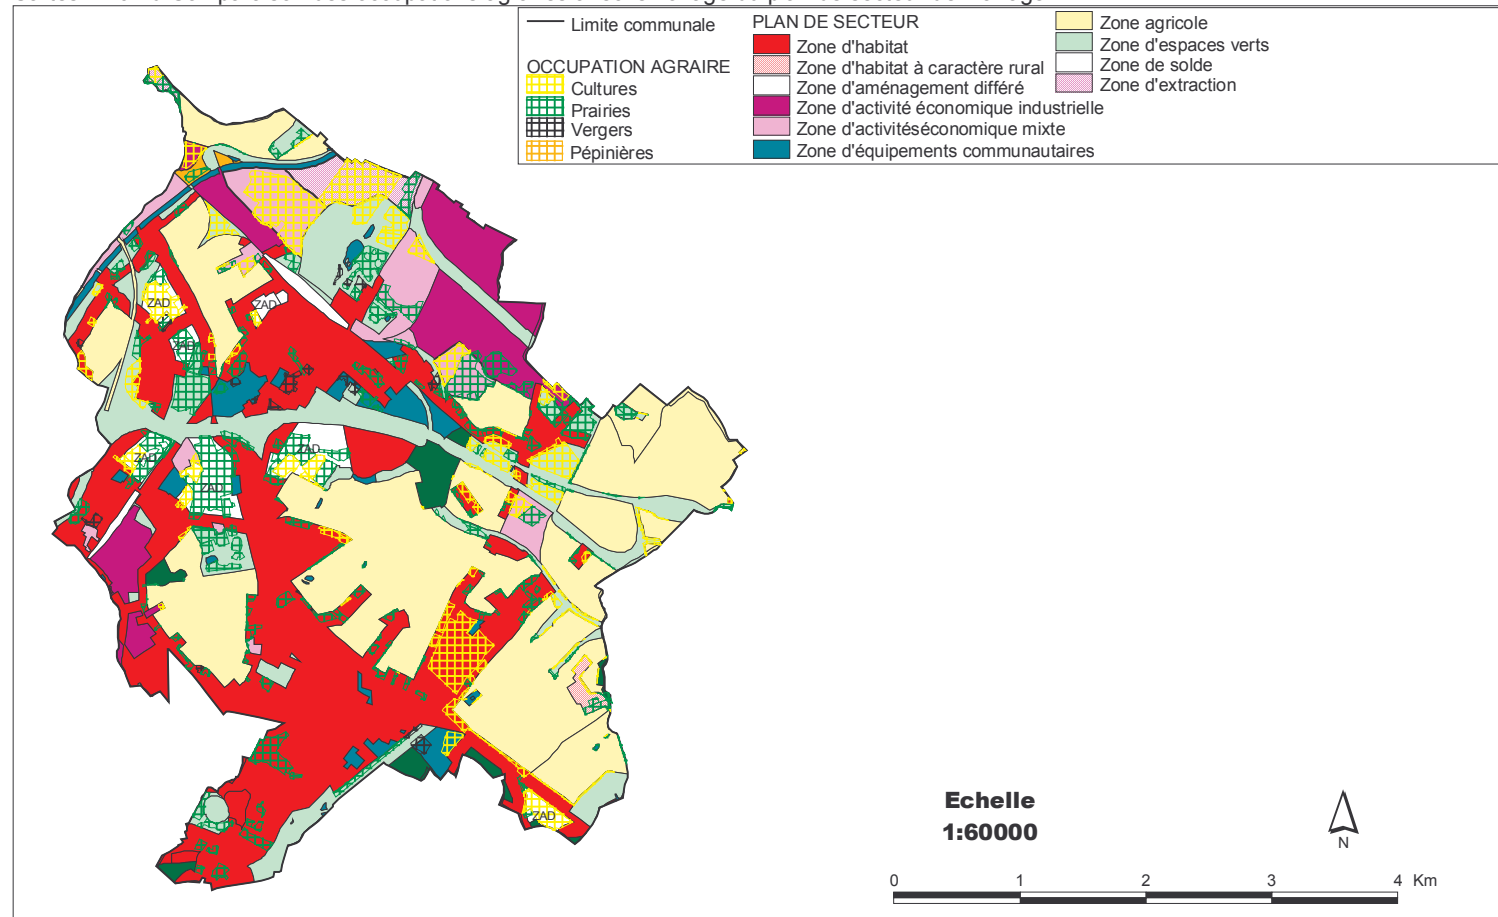 Limite communale
OCCUPATION AGRAIRE
Cultures
Prairies
Vergers
Pépinières
PLAN DE SECTEUR
Zone d'habitat
Zone d'habitat à caractère rural
Zone d'aménagement différé
Zone d'activité économique industrielle
Zone d'activitéséconomique mixte
Zone d'équipements communautaires
Zone agricole
Zone d'espaces verts
Zone de solde
Zone d'extraction
ZAD
ZAD
ZAD
ZAD
ZAD
ZAD
ZAD
Echelle
1:60000
N
0 1 2 3 4 Km